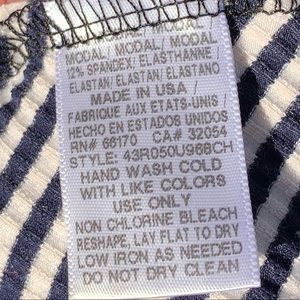 MODAL/ MODAL/ MODAL
12% SPANDEX/ ELASTHANNE
ELASTAN/ ELASTAN/ ELASTANO
MADE IN USA /
FABRIQUE AUX ETATS-UNIS /
HECHO EN ESTADOS UNIDOS
RN# 66170 CA# 32054
STYLE: 43R050U968CH
HAND WASH COLD
WITH LIKE COLORS
USE ONLY
NON CHLORINE BLEACH
RESHAPE, LAY FLAT TO DRY
LOW IRON AS NEEDED
DO NOT DRY CLEAN